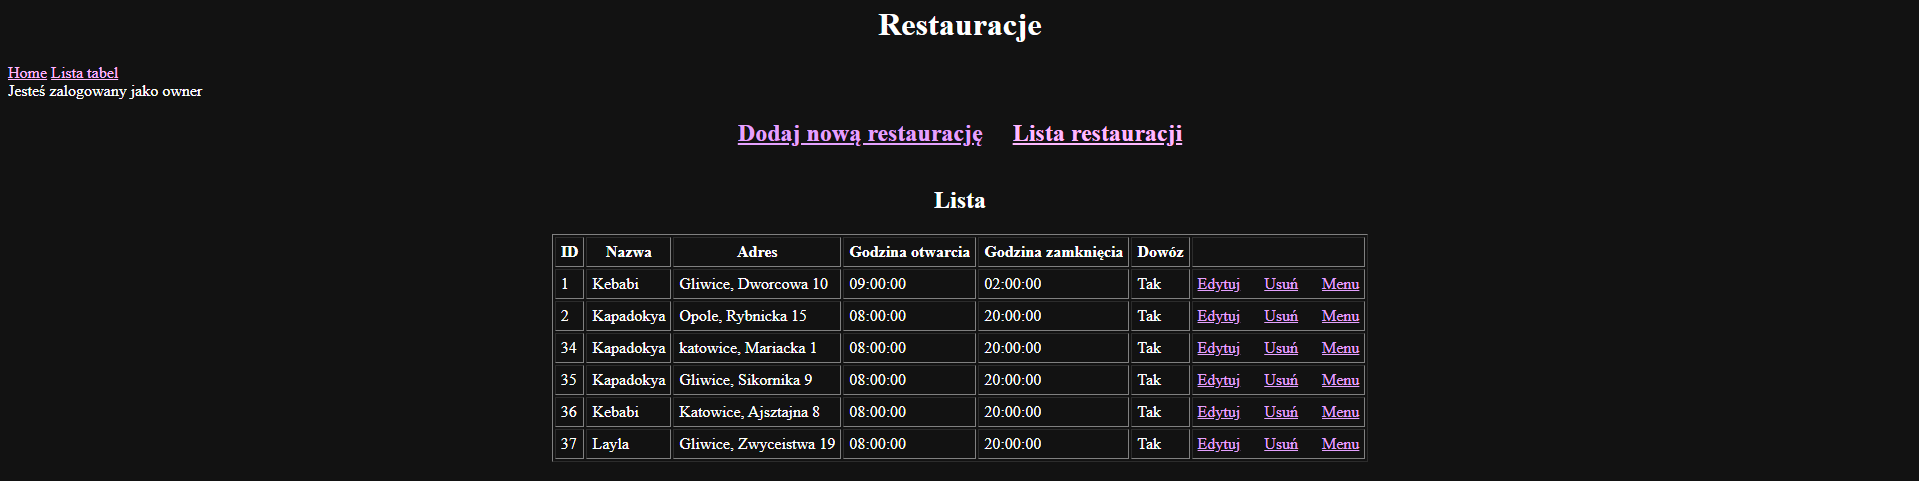 Restauracje
Home Lista tabel
Jesteś zalogowany jako owner
Dodaj nową restaurację Lista restauracji
Lista
ID Nazwa Adres Godzina otwarcia Godzina zamknięcia Dowóz
1 Kebabi Gliwice, Dworcowa 10 09:00:00 02:00:00 Tak Edytuj Usuń Menu
2 Kapadokya Opole, Rybnicka 15 08:00:00 20:00:00 Tak Edytuj Usuń Menu
34 Kapadokya katowice, Mariacka 1 08:00:00 20:00:00 Tak Edytuj Usuń Menu
35 Kapadokya Gliwice, Sikornika 9 08:00:00 20:00:00 Tak Edytuj Usuń Menu
36 Kebabi Katowice, Ajsztajna 8 08:00:00 20:00:00 Tak Edytuj Usuń Menu
37 Layla Gliwice, Zwyceistwa 19 08:00:00 20:00:00 Tak Edytuj Usuń Menu